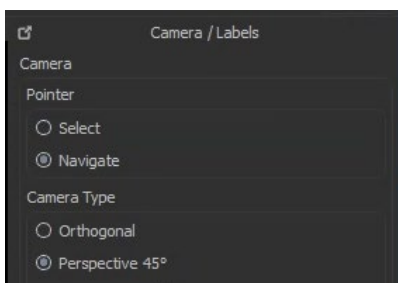 Camera / Labels
Camera
Pointer
Select
Navigate
Camera Type
Orthogonal
Perspective 45°